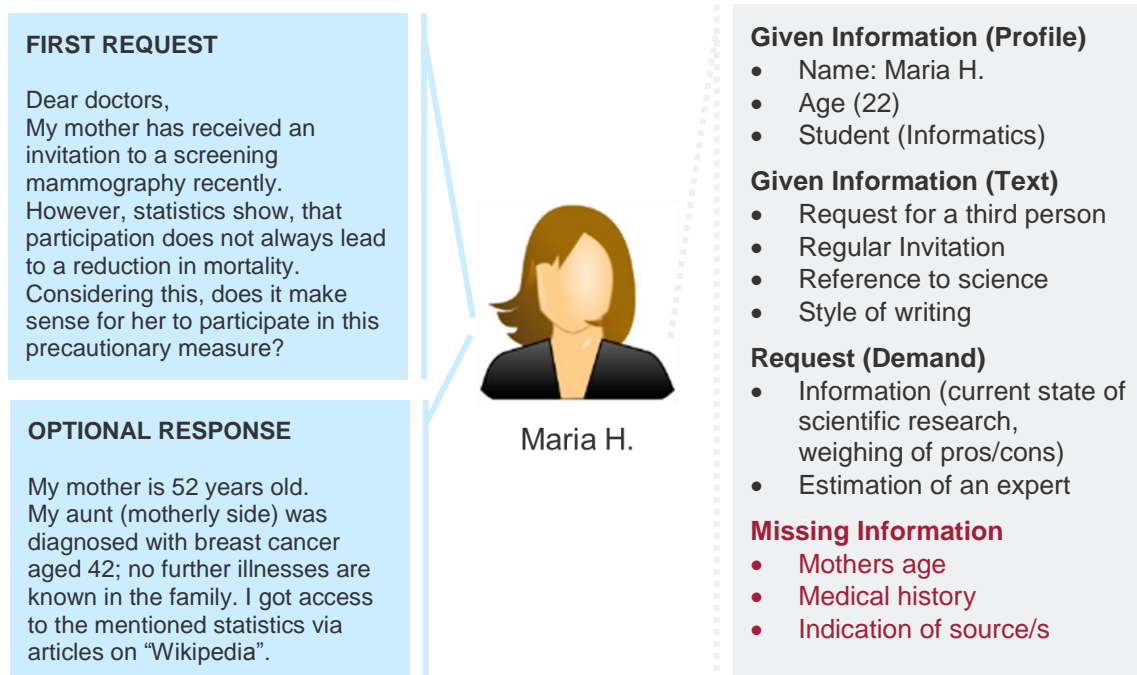 FIRST REQUEST
Dear doctors,
My mother has received an
invitation to a screening
mammography recently.
However, statistics show, that
participation does not always lead
to a reduction in mortality.
Considering this, does it make
sense for her to participate in this
precautionary measure?
OPTIONAL RESPONSE
My mother is 52 years old.
My aunt (motherly side) was
diagnosed with breast cancer
aged 42; no further illnesses are
known in the family. I got access
to the mentioned statistics via
articles on “Wikipedia”.
Maria H.
Given Information (Profile)
• Name: Maria H.
• Age (22)
• Student (Informatics)
Given Information (Text)
• Request for a third person
• Regular Invitation
• Reference to science
• Style of writing
Request (Demand)
• Information (current state of
scientific research,
weighing of pros/cons)
• Estimation of an expert
Missing Information
• Mothers age
• Medical history
• Indication of source/s